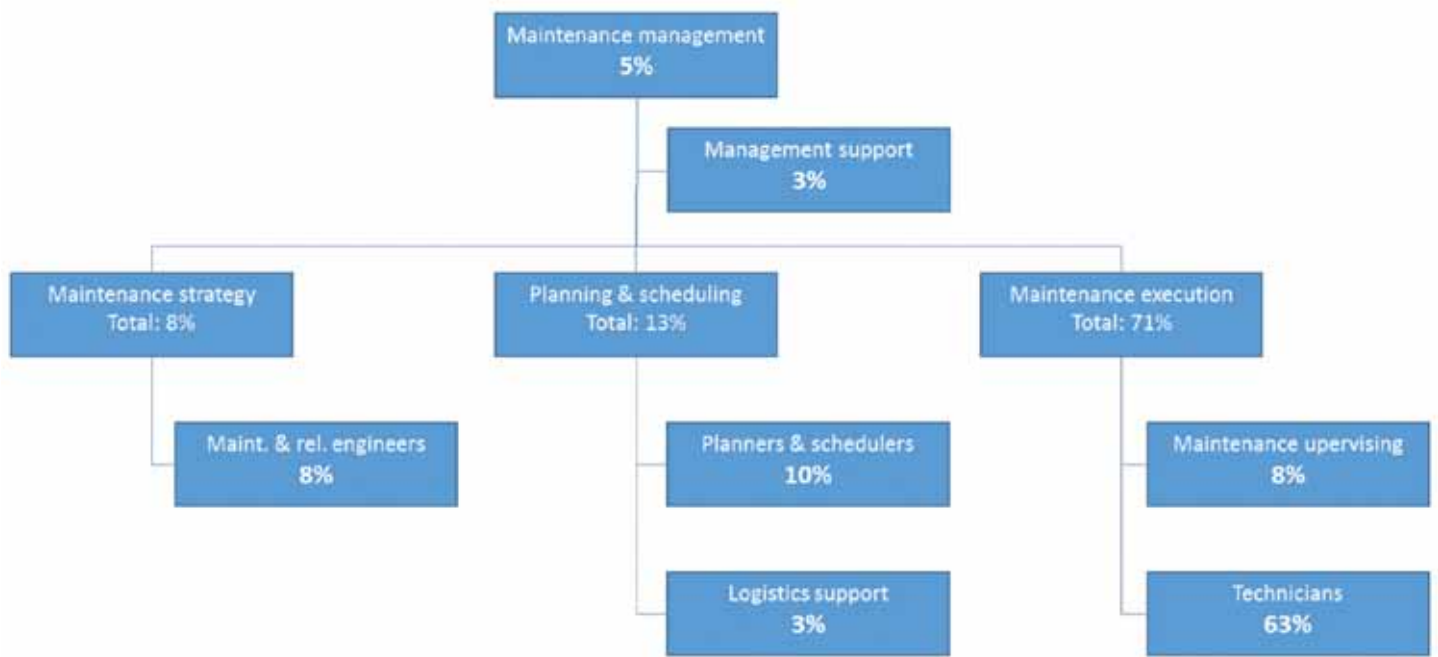 Maintenance management
5%
Management support
3%
Maintenance strategy
Total: 8%
Planning & scheduling
Total: 13%
Maintenance execution
Total: 71%
Maint. & rel. engineers
8%
Planners & schedulers
10%
Maintenance upervising
8%
Logistics support
3%
Technicians
63%